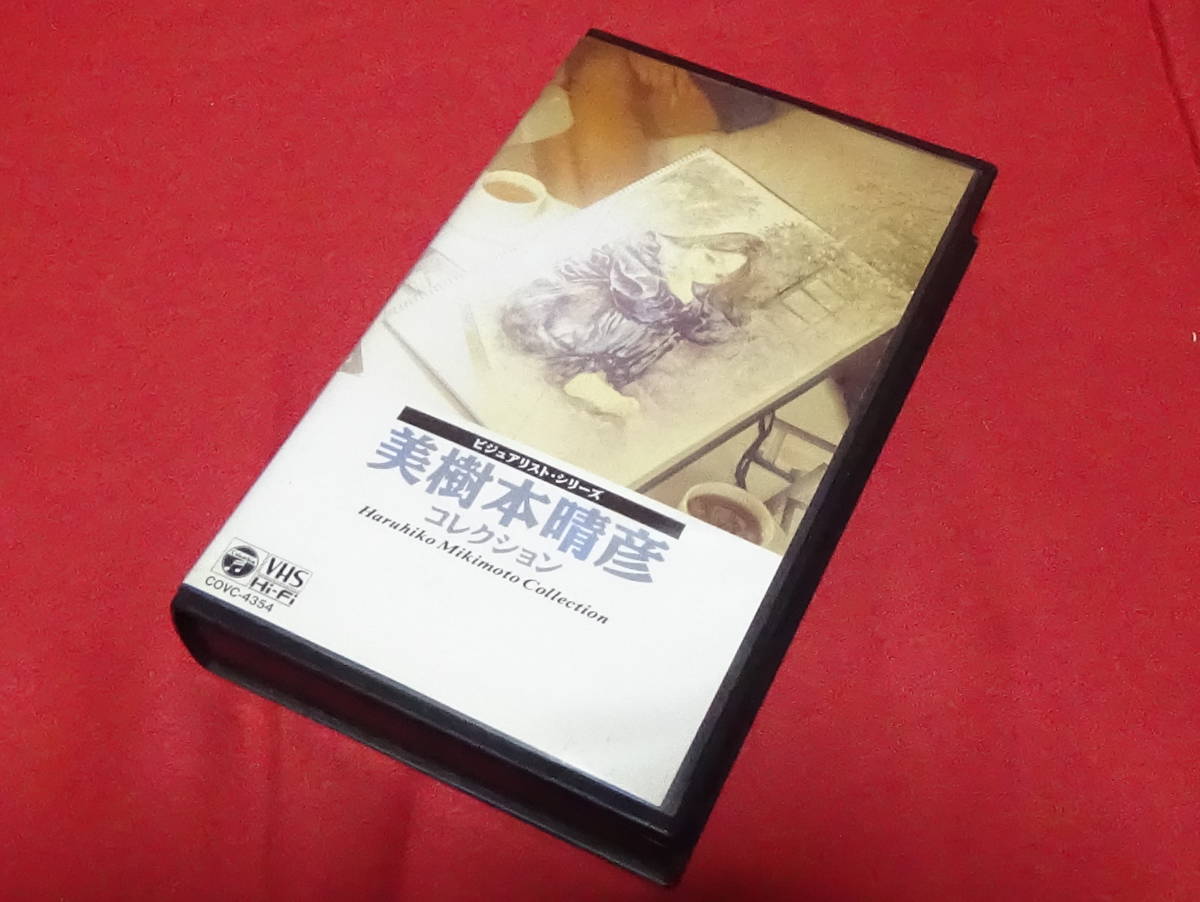 ビジュアリスト・シリーズ
美樹本晴彦
コレクション
Haruhiko Mikimoto Collection
Columbia
VHS
Hi-Fi
COVC-4354